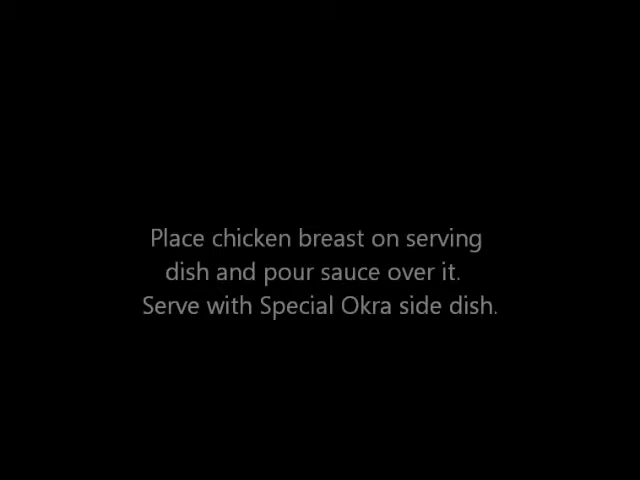 Place chicken breast on serving
dish and pour sauce over it.
Serve with Special Okra side dish.